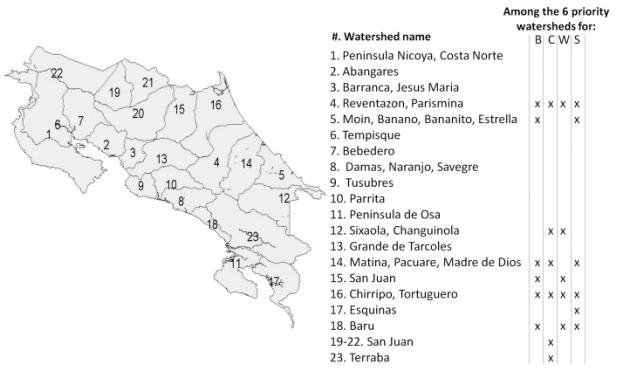 Among the 6 priority
watersheds for:
#. Watershed name B C W S
1. Peninsula Nicoya, Costa Norte
2. Abangares
3. Barranca, Jesus Maria
4. Reventazon, Parismina x x x x
5. Moin, Banano, Bananito, Estrella x x
6. Tempisque
7. Bebedero
8. Damas, Naranjo, Savegre
9. Tusubres
10. Parrita
11. Peninsula de Osa
12. Sixaola, Changuinola x x
13. Grande de Tarcoles
14. Matina, Pacuare, Madre de Dios x x x
15. San Juan x x
16. Chirripo, Tortuguero x x x x
17. Esquinas x
18. Baru x x x
19-22. San Juan x
23. Terraba x
22
21
19
16
15
20
6
7
1
2
3
13
4
14
5
9
10
8
12
18
23
11
17